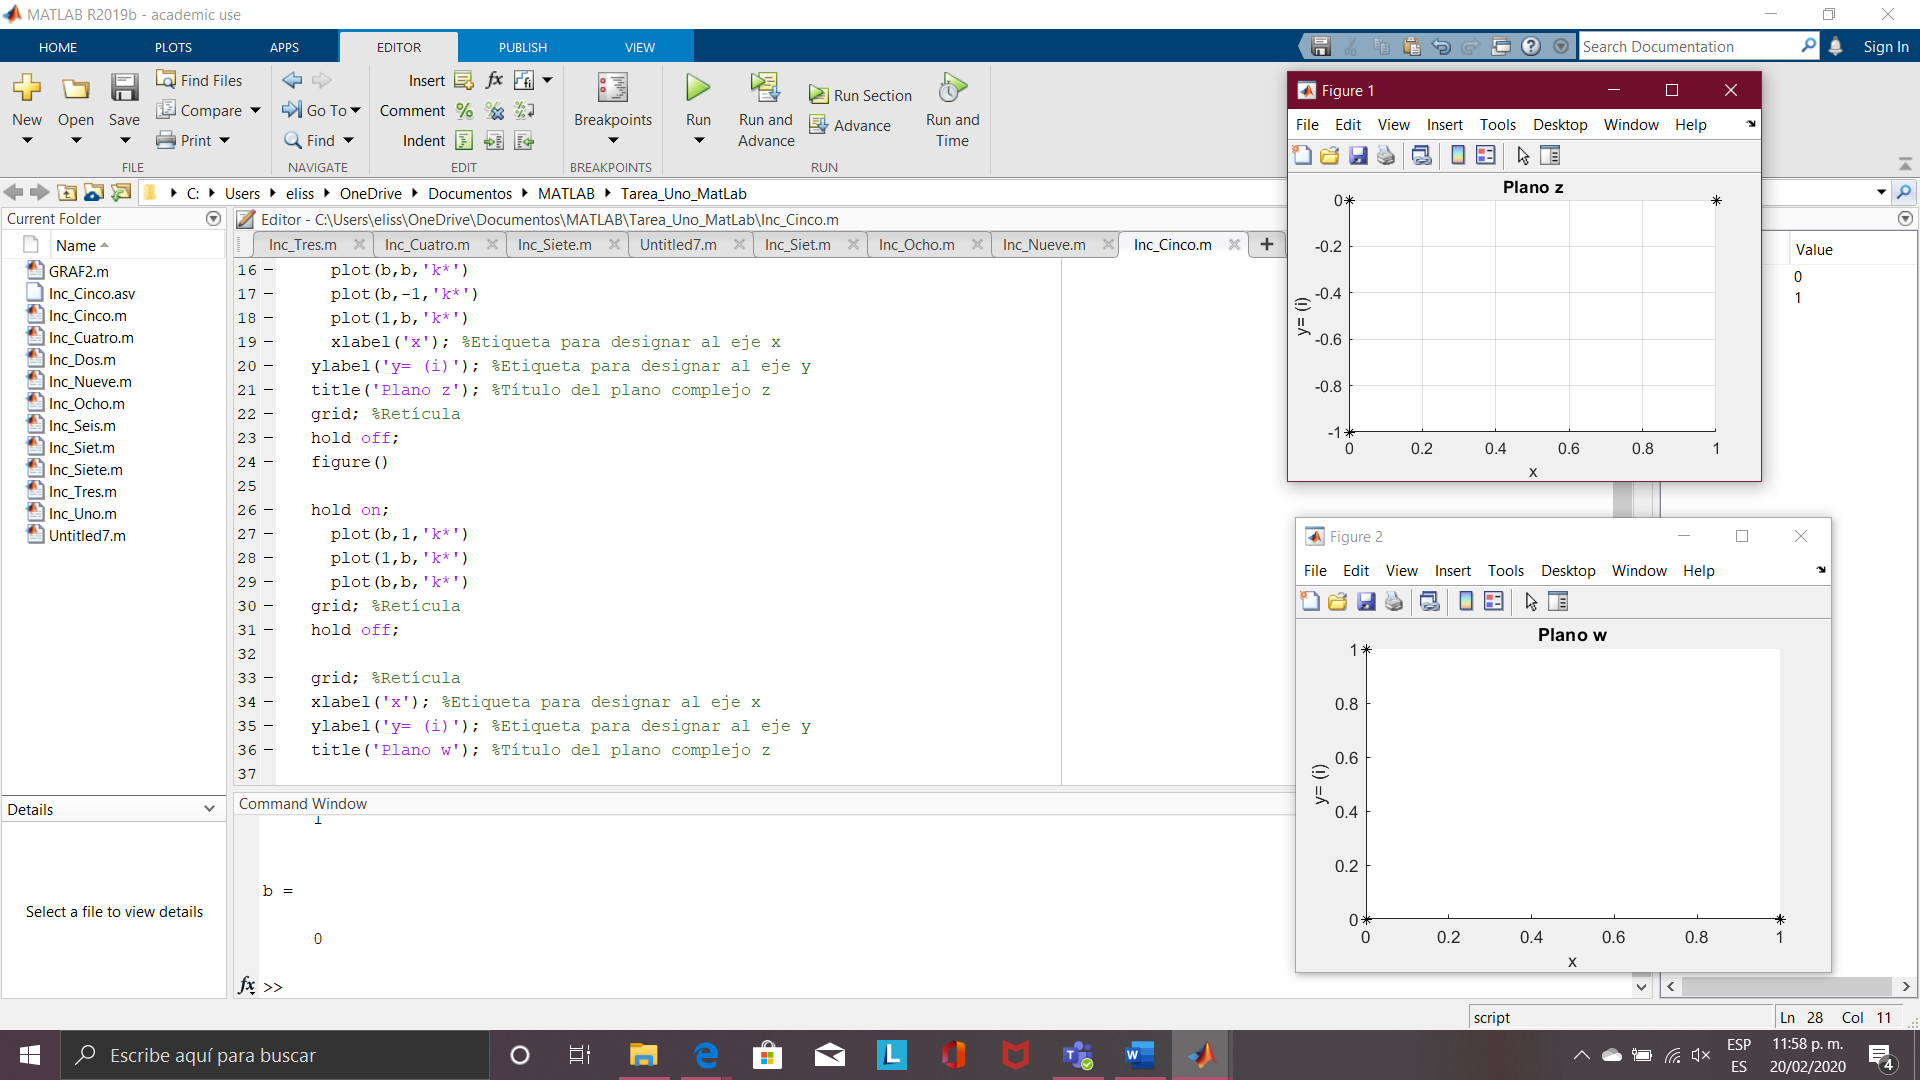 MATLAB R2019b - academic use
HOME PLOTS APPS EDITOR PUBLISH VIEW
Search Documentation
Sign In
New Open Save
Find Files
Compare
Print
FILE
Go To
Find
NAVIGATE
Insert fx
Comment
Indent
EDIT
Breakpoints
BREAKPOINTS
Run
Run and Advance
Run Section
Advance
Run and Time
RUN
C: Users eliss OneDrive Documentos MATLAB Tarea_Uno_MatLab
Current Folder
Name
GRAF2.m
Inc_Cinco.asv
Inc_Cinco.m
Inc_Cuatro.m
Inc_Dos.m
Inc_Nueve.m
Inc_Ocho.m
Inc_Seis.m
Inc_Siet.m
Inc_Siete.m
Inc_Tres.m
Inc_Uno.m
Untitled7.m
Details
Select a file to view details
Editor - C:\Users\eliss\OneDrive\Documentos\MATLAB\Tarea_Uno_MatLab\Inc_Cinco.m
Inc_Tres.m Inc_Cuatro.m Inc_Siete.m Untitled7.m Inc_Siet.m Inc_Ocho.m Inc_Nueve.m Inc_Cinco.m
16 – plot(b,b,'k*')
17 – plot(b,-1,'k*')
18 – plot(1,b,'k*')
19 – xlabel('x'); %Etiqueta para designar al eje x
20 – ylabel('y= (i)'); %Etiqueta para designar al eje y
21 – title('Plano z'); %Título del plano complejo z
22 – grid; %Retícula
23 – hold off;
24 – figure()
25
26 – hold on;
27 – plot(b,1,'k*')
28 – plot(1,b,'k*')
29 – plot(b,b,'k*')
30 – grid; %Retícula
31 – hold off;
32
33 – grid; %Retícula
34 – xlabel('x'); %Etiqueta para designar al eje x
35 – ylabel('y= (i)'); %Etiqueta para designar al eje y
36 – title('Plano w'); %Título del plano complejo z
37
Command Window
1
b =
0
fx >>
Value
0
1
Figure 1
File Edit View Insert Tools Desktop Window Help
Plano z
0
-0.2
-0.4
-0.6
-0.8
-1
y= (i)
0 0.2 0.4 0.6 0.8 1
x
Figure 2
File Edit View Insert Tools Desktop Window Help
Plano w
1
0.8
0.6
0.4
0.2
0
y= (i)
0 0.2 0.4 0.6 0.8 1
x
script
Ln 28 Col 11
Escribe aquí para buscar
ESP
ES
11:58 p. m.
20/02/2020
4